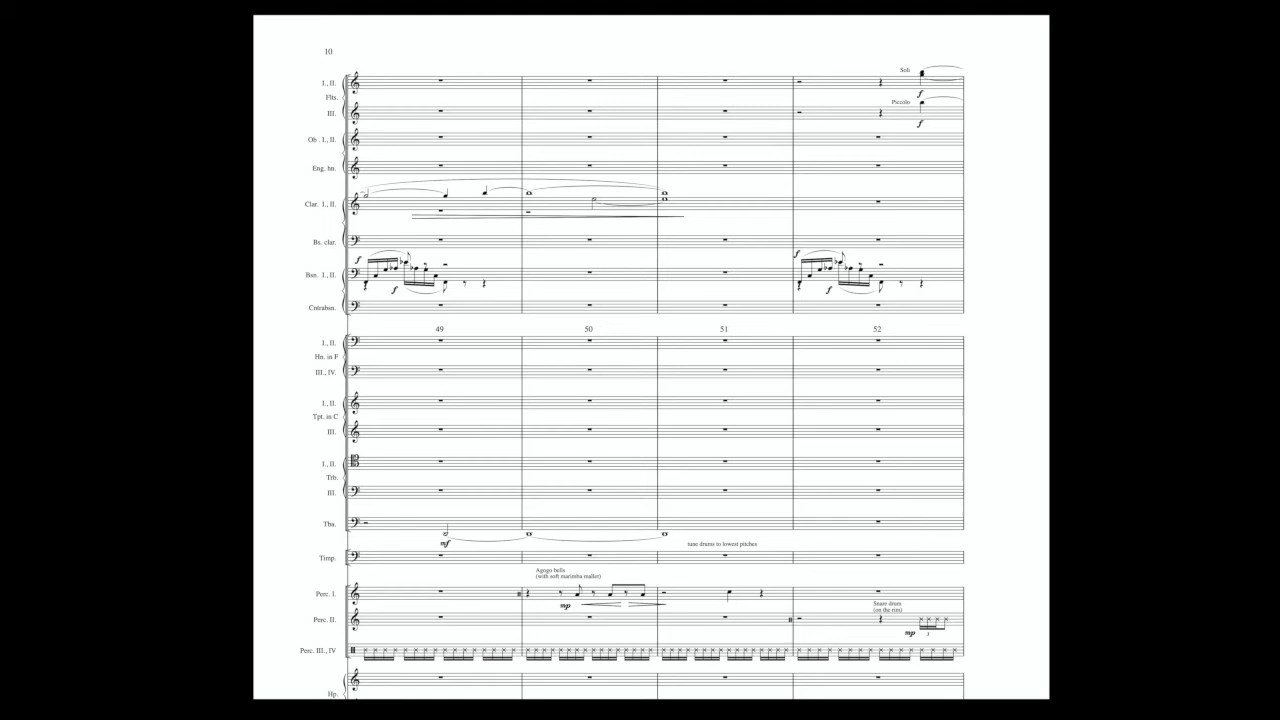 10
Soli
I., II.
f
Flts.
Piccolo
III.
f
Ob . I., II.
Eng. hn.
Clar. I., II.
Bs. clar.
f f
Bsn. I., II.
f f
Cntrabsn.
49 50 51 52
I., II.
Hn. in F
III., IV.
I., II.
Tpt. in C
III.
I., II.
Trb.
III.
Tba.
mf
tune drums to lowest pitches
Timp.
Agogo bells
(with soft marimba mallet)
Perc. I.
mp
Snare drum
(on the rim)
Perc. II.
mp 3
Perc. III., IV
Hp.